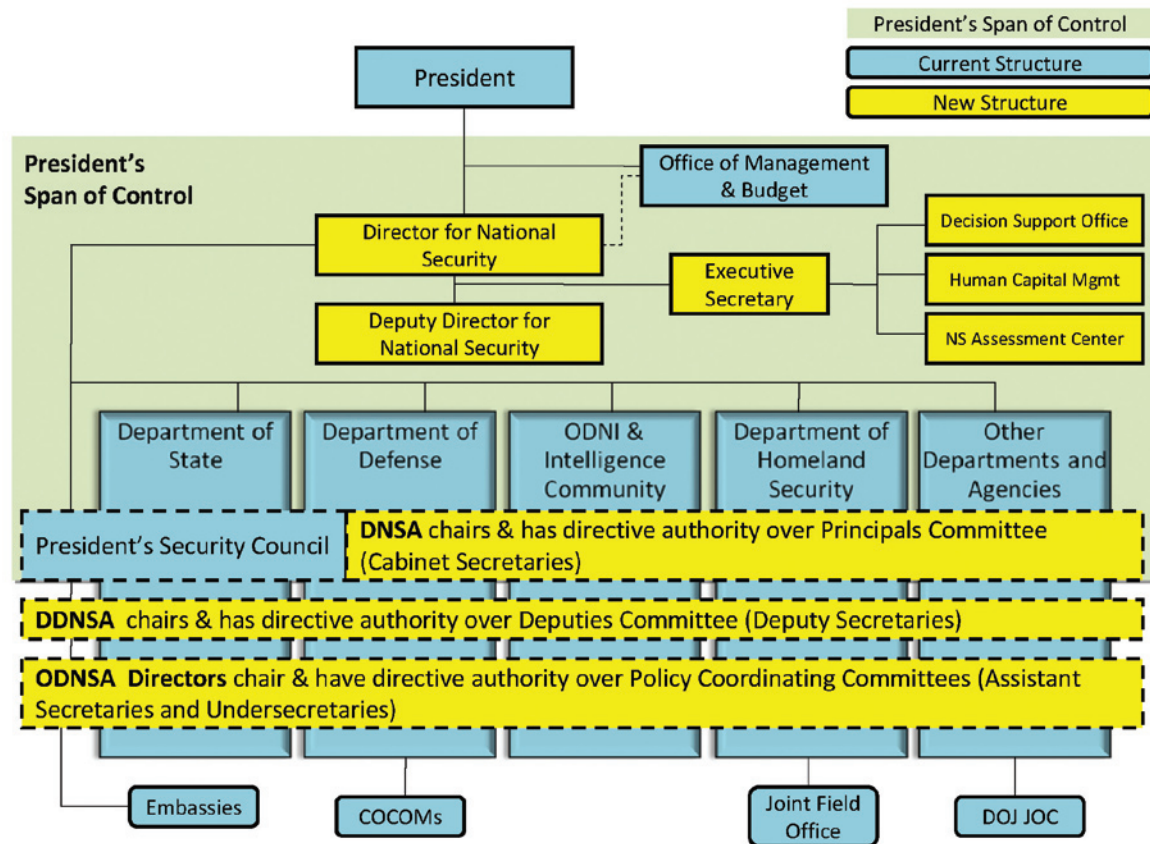 President's Span of Control
Current Structure
New Structure
President
President's
Span of Control
Office of Management
& Budget
Director for National
Security
Executive
Secretary
Decision Support Office
Human Capital Mgmt
NS Assessment Center
Deputy Director for
National Security
Department of
State
Department of
Defense
ODNI &
Intelligence
Community
Department of
Homeland
Security
Other
Departments and
Agencies
President's Security Council
DNSA chairs & has directive authority over Principals Committee
(Cabinet Secretaries)
DDNSA chairs & has directive authority over Deputies Committee (Deputy Secretaries)
ODNSA Directors chair & have directive authority over Policy Coordinating Committees (Assistant
Secretaries and Undersecretaries)
Embassies
COCOMs
Joint Field
Office
DOJ JOC